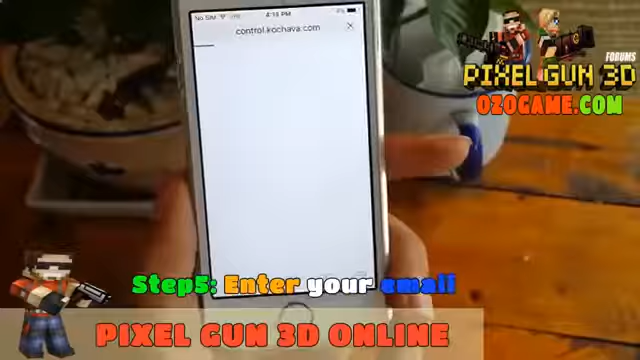 No SIM
4:15 PM
control.kochava.com
FORUMS
PIXEL GUN 3D
OZOGAME.COM
Step5: Enter your email
PIXEL GUN 3D ONLINE